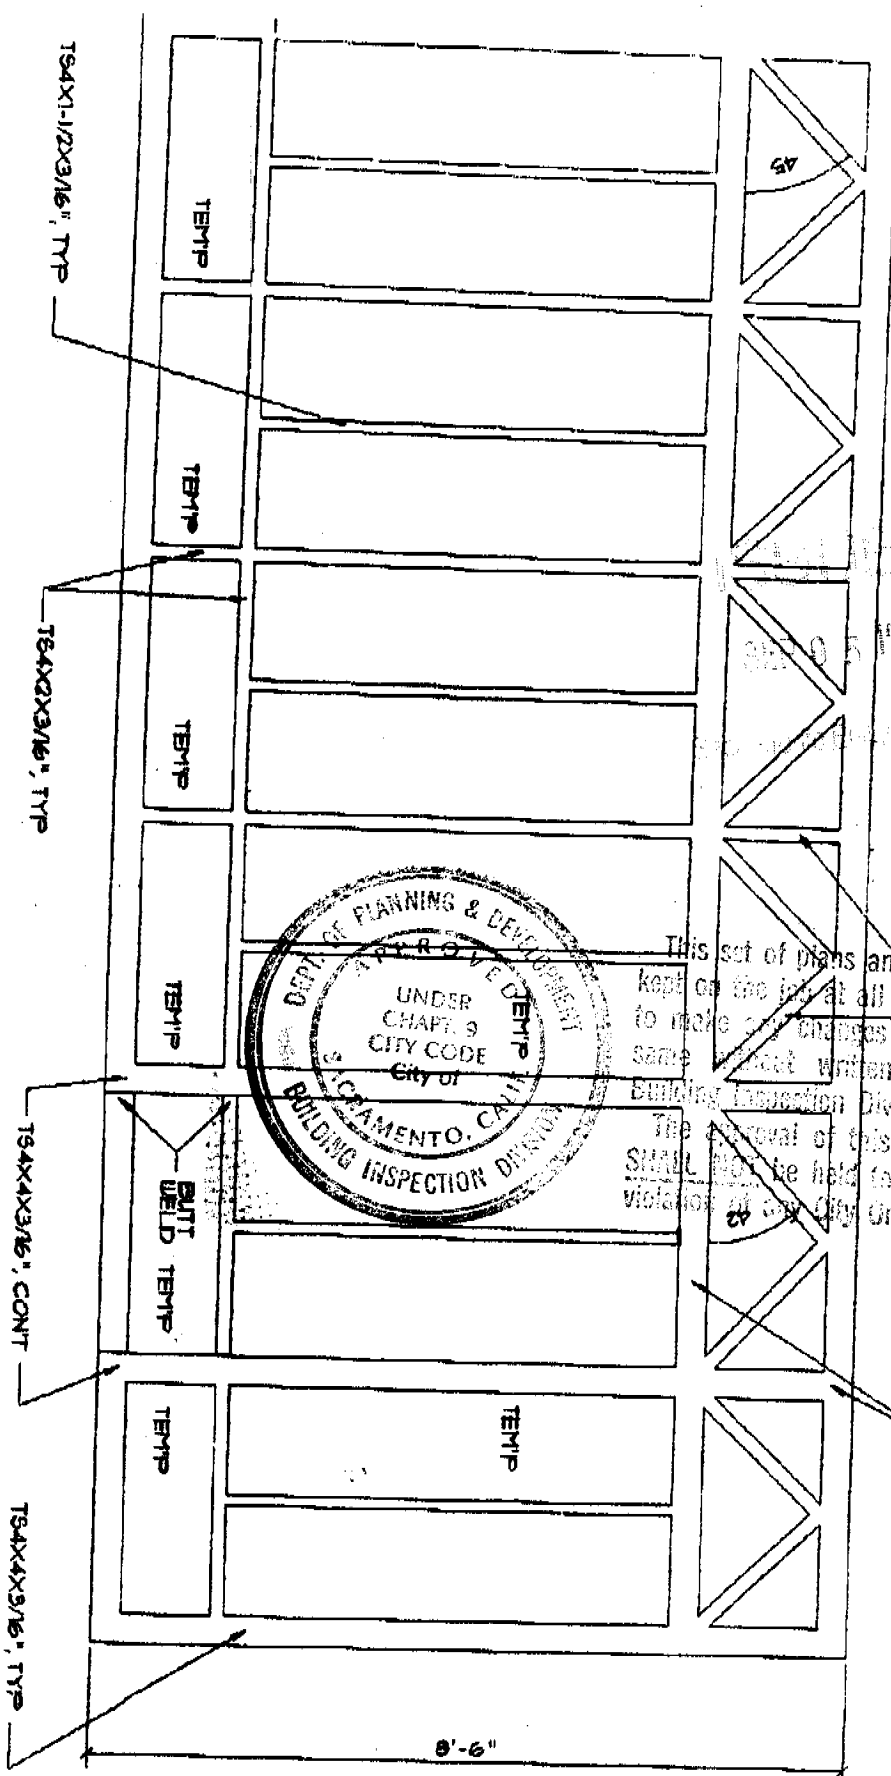 TS4X1-1/2X3/16", TYP
TEMP
TEMP
TEMP
TEMP
TEMP
TEMP
TEMP
TEMP
TS4X2X3/16", TYP
TS4X4X3/16", CONT
TS4X4X3/16", TYP
BUTT
WELD
45
42
DEPT. OF PLANNING & DEVELOPMENT
APPROVED
UNDER
CHAPT. 9
CITY CODE
City of
SACRAMENTO, CALIF.
BUILDING INSPECTION DIVISION
This set of plans an
kept on the job at all
to make any changes
same without written
Building Inspection Div
The approval of this
SHALL NOT be held to
violation of any City Or